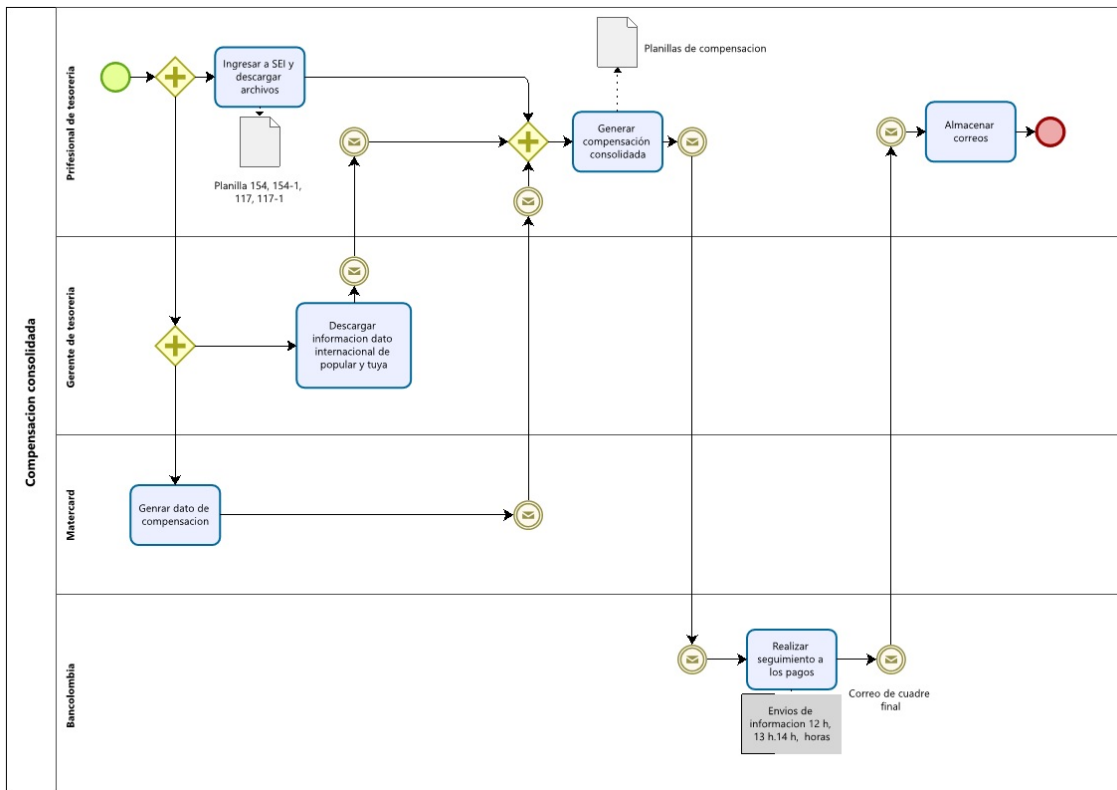 Compensacion consolidada
Prifesional de tesoreria
Ingresar a SEI y
descargar
archivos
Planilla 154, 154-1,
117, 117-1
Planillas de compensacion
Generar
compensación
consolidada
Almacenar
correos
Gerente de tesoreria
Descargar
informacion dato
internacional de
popular y tuya
Matercard
Genrar dato de
compensacion
Bancolombia
Realizar
seguimiento a
los pagos
Envios de
informacion 12 h,
13 h.14 h, horas
Correo de cuadre
final